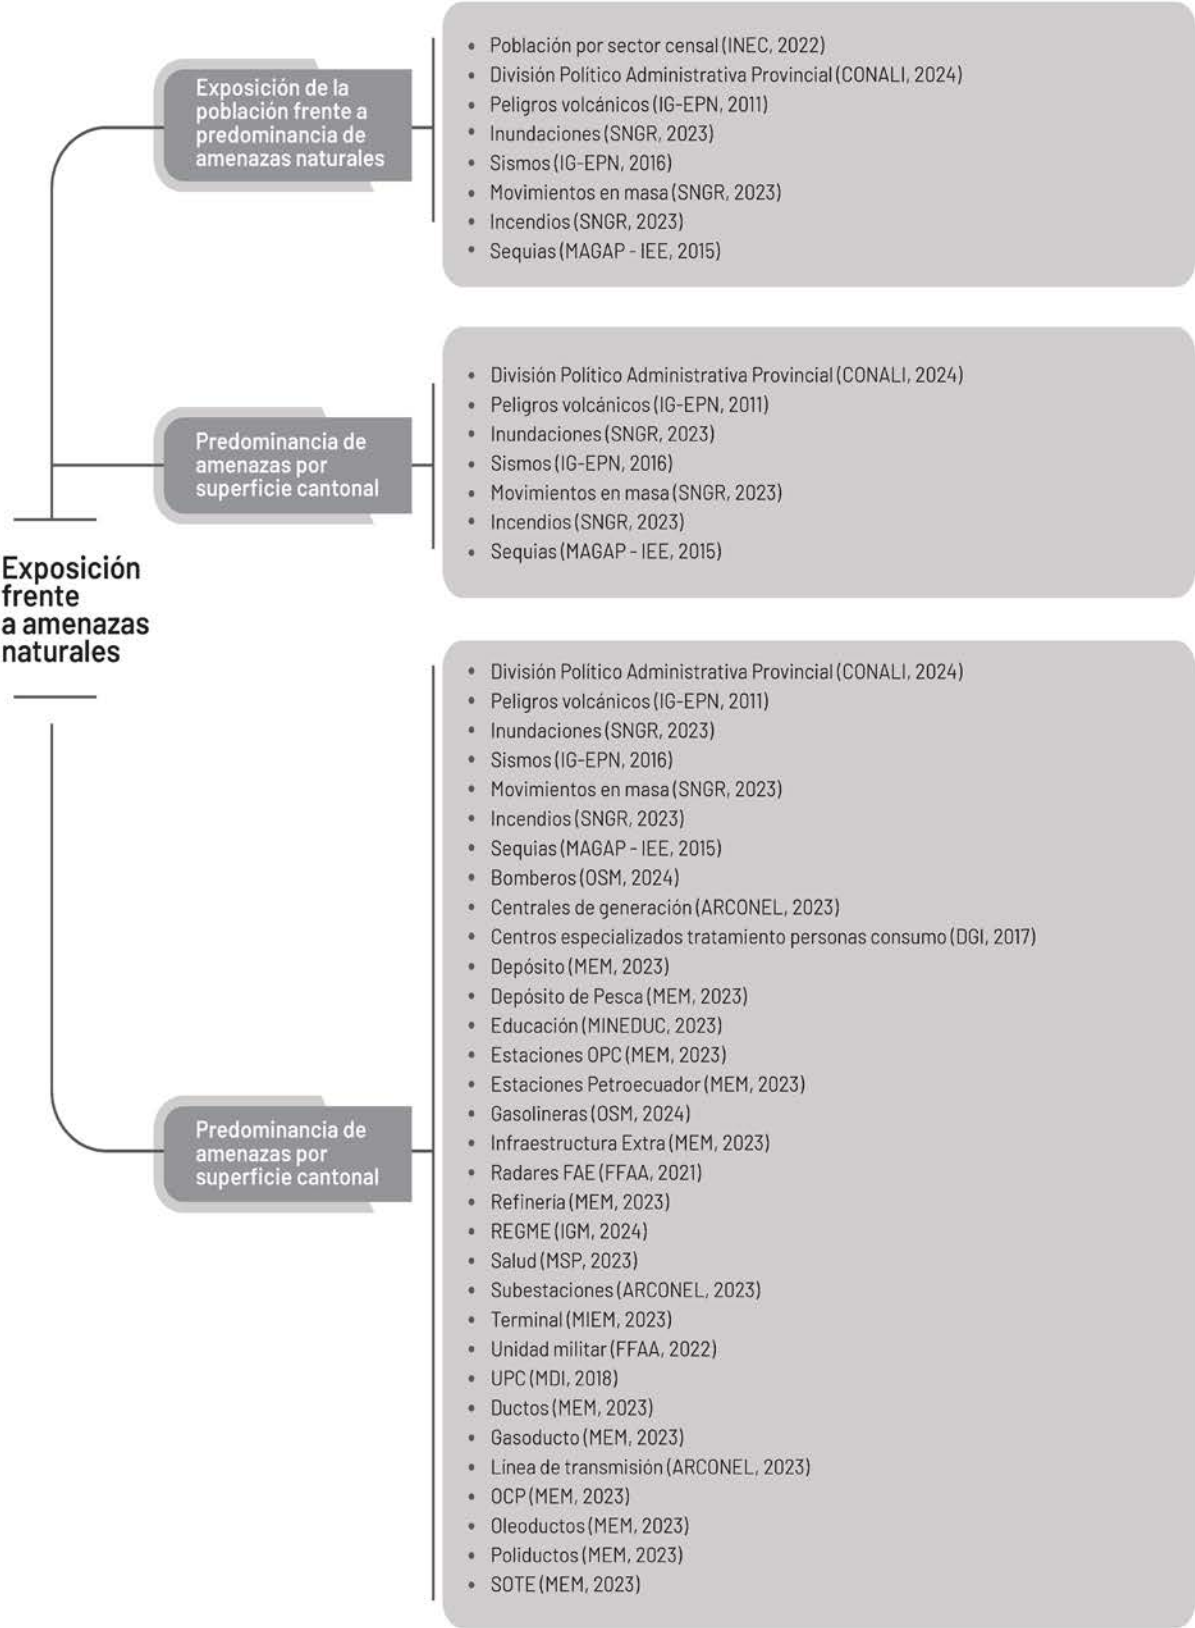 Exposición
frente
a amenazas
naturales
Exposición de la
población frente a
predominancia de
amenazas naturales
• Población por sector censal (INEC, 2022)
• División Político Administrativa Provincial (CONALI, 2024)
• Peligros volcánicos (IG-EPN, 2011)
• Inundaciones (SNGR, 2023)
• Sismos (IG-EPN, 2016)
• Movimientos en masa (SNGR, 2023)
• Incendios (SNGR, 2023)
• Sequias (MAGAP - IEE, 2015)
Predominancia de
amenazas por
superficie cantonal
• División Político Administrativa Provincial (CONALI, 2024)
• Peligros volcánicos (IG-EPN, 2011)
• Inundaciones (SNGR, 2023)
• Sismos (IG-EPN, 2016)
• Movimientos en masa (SNGR, 2023)
• Incendios (SNGR, 2023)
• Sequias (MAGAP - IEE, 2015)
Predominancia de
amenazas por
superficie cantonal
• División Político Administrativa Provincial (CONALI, 2024)
• Peligros volcánicos (IG-EPN, 2011)
• Inundaciones (SNGR, 2023)
• Sismos (IG-EPN, 2016)
• Movimientos en masa (SNGR, 2023)
• Incendios (SNGR, 2023)
• Sequias (MAGAP - IEE, 2015)
• Bomberos (OSM, 2024)
• Centrales de generación (ARCONEL, 2023)
• Centros especializados tratamiento personas consumo (DGI, 2017)
• Depósito (MEM, 2023)
• Depósito de Pesca (MEM, 2023)
• Educación (MINEDUC, 2023)
• Estaciones OPC (MEM, 2023)
• Estaciones Petroecuador (MEM, 2023)
• Gasolineras (OSM, 2024)
• Infraestructura Extra (MEM, 2023)
• Radares FAE (FFAA, 2021)
• Refinería (MEM, 2023)
• REGME (IGM, 2024)
• Salud (MSP, 2023)
• Subestaciones (ARCONEL, 2023)
• Terminal (MIEM, 2023)
• Unidad militar (FFAA, 2022)
• UPC (MDI, 2018)
• Ductos (MEM, 2023)
• Gasoducto (MEM, 2023)
• Línea de transmisión (ARCONEL, 2023)
• OCP (MEM, 2023)
• Oleoductos (MEM, 2023)
• Poliductos (MEM, 2023)
• SOTE (MEM, 2023)